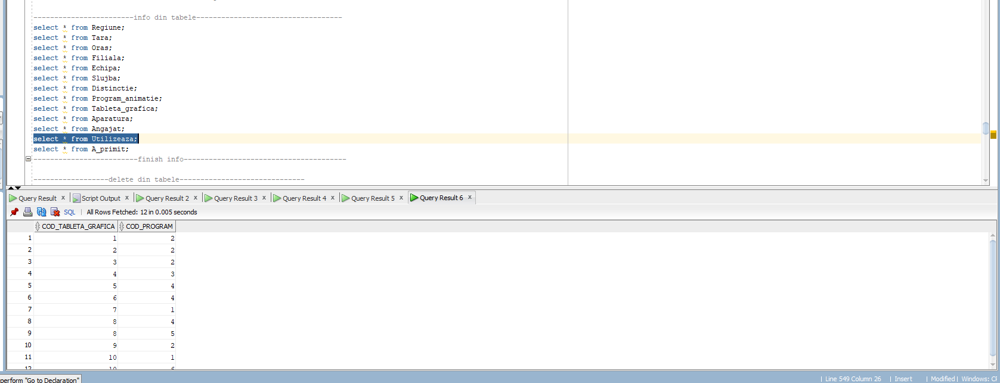 ------------------------info din tabele-----------------------------------
select * from Regiune;
select * from Tara;
select * from Oras;
select * from Filiala;
select * from Echipa;
select * from Slujba;
select * from Distinctie;
select * from Program_animatie;
select * from Tableta_grafica;
select * from Aparatura;
select * from Angajat;
select * from Utilizeaza;
select * from A_primit;
-------------------------finish info---------------------------------------
------------------delete din tabele------------------------------
Query Result x Script Output x Query Result 2 x Query Result 3 x Query Result 4 x Query Result 5 x Query Result 6 x
SQL | All Rows Fetched: 12 in 0.005 seconds
COD_TABLETA_GRAFICA COD_PROGRAM
1 1 2
2 2 2
3 3 2
4 4 3
5 5 4
6 6 4
7 7 1
8 8 4
9 8 5
10 9 2
11 10 1
12 10 6
perform "Go to Declaration"
| Line 549 Column 26 | Insert | Modified | Windows: C